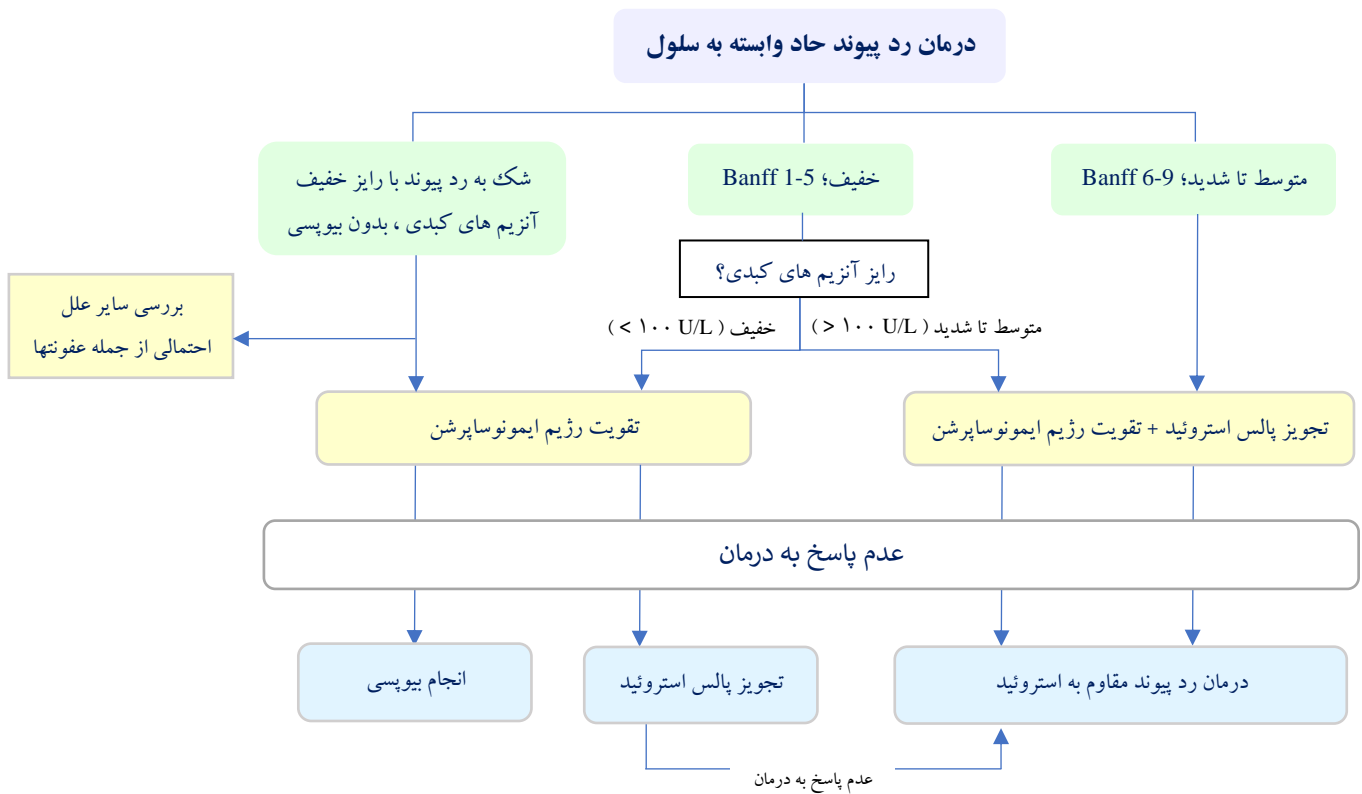 درمان رد پیوند حاد وابسته به سلول
متوسط تا شدید؛ Banff 6-9
خفیف؛ Banff 1-5
شک به رد پیوند با رایز خفیف
آنزیم های کبدی ، بدون بیوپسی
رایز آنزیم های کبدی؟
بررسی سایر علل
احتمالی از جمله عفونتها
متوسط تا شدید ( > ۱۰۰ U/L )
خفیف ( < ۱۰۰ U/L )
تجویز پالس استروئید + تقویت رژیم ایمونوساپرشن
تقویت رژیم ایمونوساپرشن
عدم پاسخ به درمان
درمان رد پیوند مقاوم به استروئید
تجویز پالس استروئید
انجام بیوپسی
عدم پاسخ به درمان